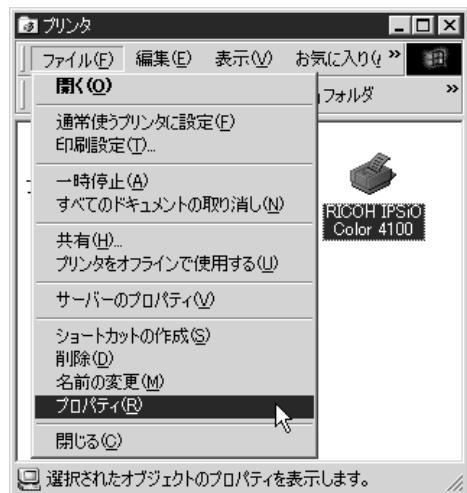 プリンタ
ファイル(F) 編集(E) 表示(V) お気に入り( »
開く(O)
フォルダ »
通常使うプリンタに設定(F)
印刷設定(T)...
一時停止(A)
すべてのドキュメントの取り消し(N)
共有(H)...
プリンタをオフラインで使用する(U)
サーバーのプロパティ(V)
ショートカットの作成(S)
削除(D)
名前の変更(M)
プロパティ(R)
閉じる(C)
RICOH IPSiO
Color 4100
選択されたオブジェクトのプロパティを表示します。